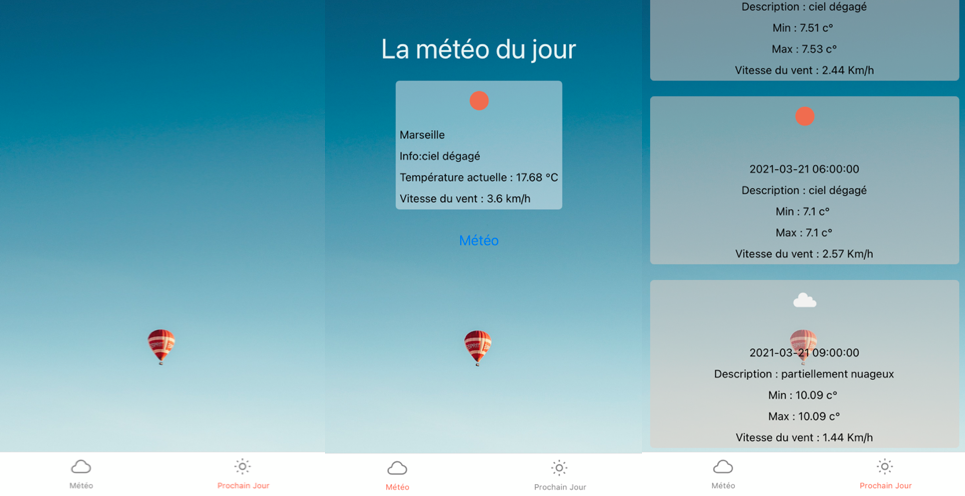 Météo
Prochain Jour
La météo du jour
Marseille
Info:ciel dégagé
Température actuelle : 17.68 °C
Vitesse du vent : 3.6 km/h
Météo
Météo
Prochain Jour
Description : ciel dégagé
Min : 7.51 c°
Max : 7.53 c°
Vitesse du vent : 2.44 Km/h
2021-03-21 06:00:00
Description : ciel dégagé
Min : 7.1 c°
Max : 7.1 c°
Vitesse du vent : 2.57 Km/h
2021-03-21 09:00:00
Description : partiellement nuageux
Min : 10.09 c°
Max : 10.09 c°
Vitesse du vent : 1.44 Km/h
Météo
Prochain Jour